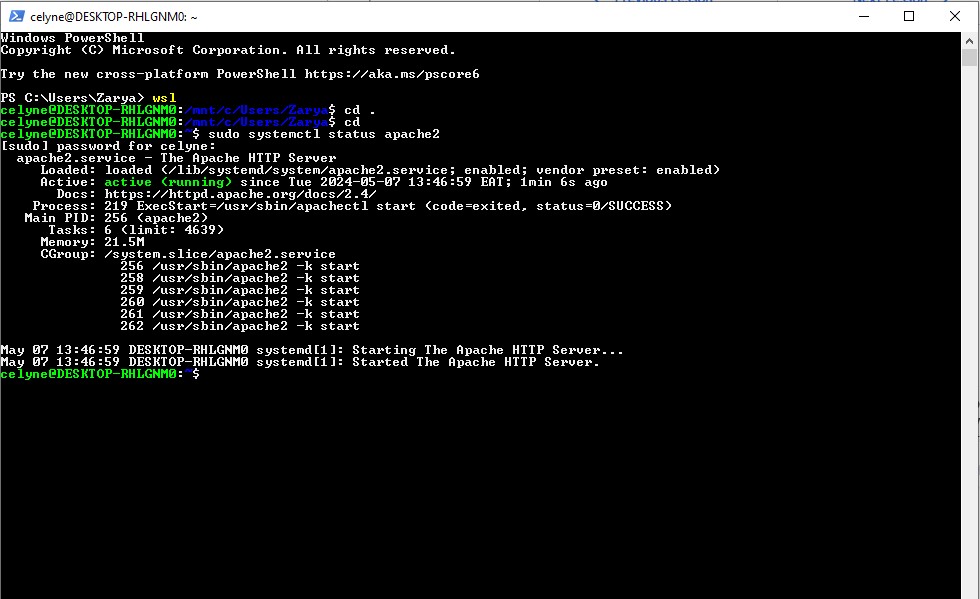 celyne@DESKTOP-RHLGNM0: ~
Windows PowerShell
Copyright (C) Microsoft Corporation. All rights reserved.
Try the new cross-platform PowerShell https://aka.ms/pscore6
PS C:\Users\Zarya> wsl
celyne@DESKTOP-RHLGNM0:/mnt/c/Users/Zarya$ cd .
celyne@DESKTOP-RHLGNM0:/mnt/c/Users/Zarya$ cd
celyne@DESKTOP-RHLGNM0:~$ sudo systemctl status apache2
[sudo] password for celyne:
apache2.service - The Apache HTTP Server
Loaded: loaded (/lib/systemd/system/apache2.service; enabled; vendor preset: enabled)
Active: active (running) since Tue 2024-05-07 13:46:59 EAT; 1min 6s ago
Docs: https://httpd.apache.org/docs/2.4/
Process: 219 ExecStart=/usr/sbin/apachectl start (code=exited, status=0/SUCCESS)
Main PID: 256 (apache2)
Tasks: 6 (limit: 4639)
Memory: 21.5M
CGroup: /system.slice/apache2.service
256 /usr/sbin/apache2 -k start
258 /usr/sbin/apache2 -k start
259 /usr/sbin/apache2 -k start
260 /usr/sbin/apache2 -k start
261 /usr/sbin/apache2 -k start
262 /usr/sbin/apache2 -k start
May 07 13:46:59 DESKTOP-RHLGNM0 systemd[1]: Starting The Apache HTTP Server...
May 07 13:46:59 DESKTOP-RHLGNM0 systemd[1]: Started The Apache HTTP Server.
celyne@DESKTOP-RHLGNM0:~$